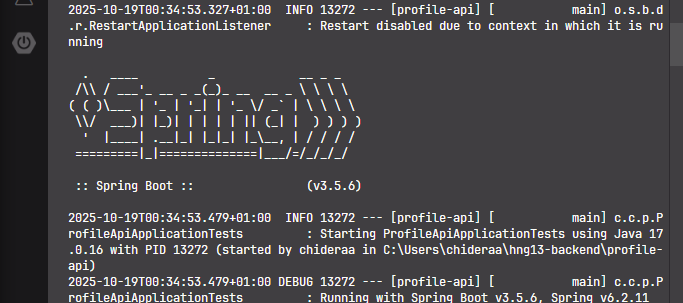 2025-10-19T00:34:53.327+01:00  INFO 13272 --- [profile-api] [           main] o.s.b.d
.r.RestartApplicationListener     : Restart disabled due to context in which it is ru
nning
  .   ____          _            __ _ _
 /\\ / ___'_ __ _ _(_)_ __  __ _ \ \ \ \
( ( )\___ | '_ | '_| | '_ \/ _` | \ \ \ \
 \\/  ___)| |_)| | | | | || (_| |  ) ) ) )
  '  |____| .__|_| |_|_| |_\__, | / / / /
 =========|_|==============|___/=/_/_/_/
 :: Spring Boot ::                (v3.5.6)
2025-10-19T00:34:53.479+01:00  INFO 13272 --- [profile-api] [           main] c.c.p.P
rofileApiApplicationTests         : Starting ProfileApiApplicationTests using Java 17
.0.16 with PID 13272 (started by chideraa in C:\Users\chideraa\hng13-backend\profile-
api)
2025-10-19T00:34:53.479+01:00 DEBUG 13272 --- [profile-api] [           main] c.c.p.P
rofileApiApplicationTests         : Running with Spring Boot v3.5.6, Spring v6.2.11